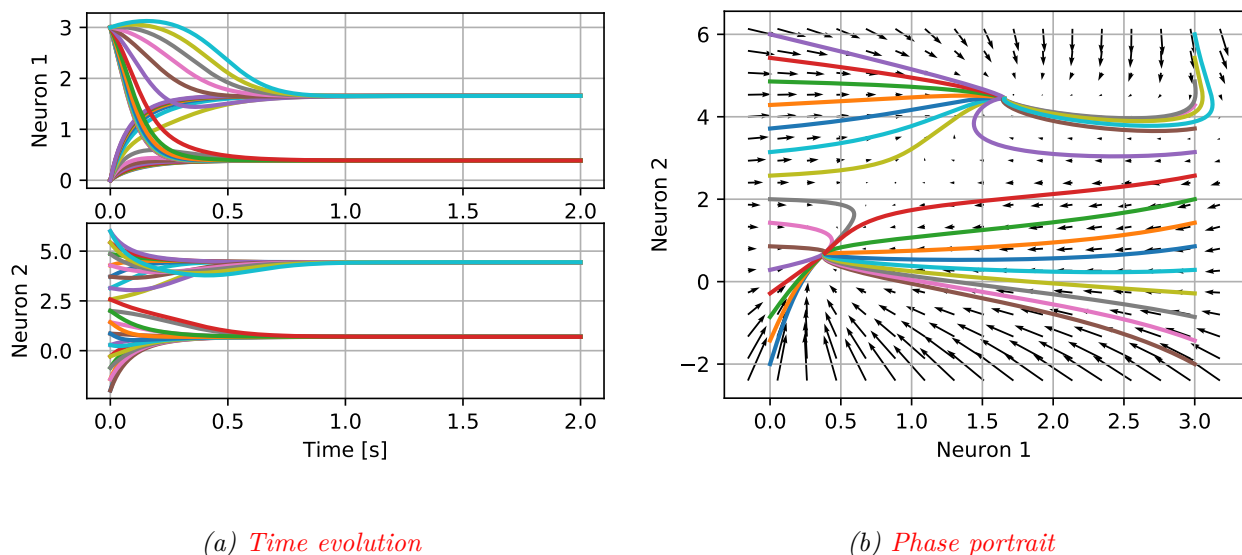 3
2
1
0
Neuron 1
0.0 0.5 1.0 1.5 2.0
5.0
2.5
0.0
Neuron 2
0.0 0.5 1.0 1.5 2.0
Time [s]
(a) Time evolution
6
4
2
0
−2
Neuron 2
0.0 0.5 1.0 1.5 2.0 2.5 3.0
Neuron 1
(b) Phase portrait